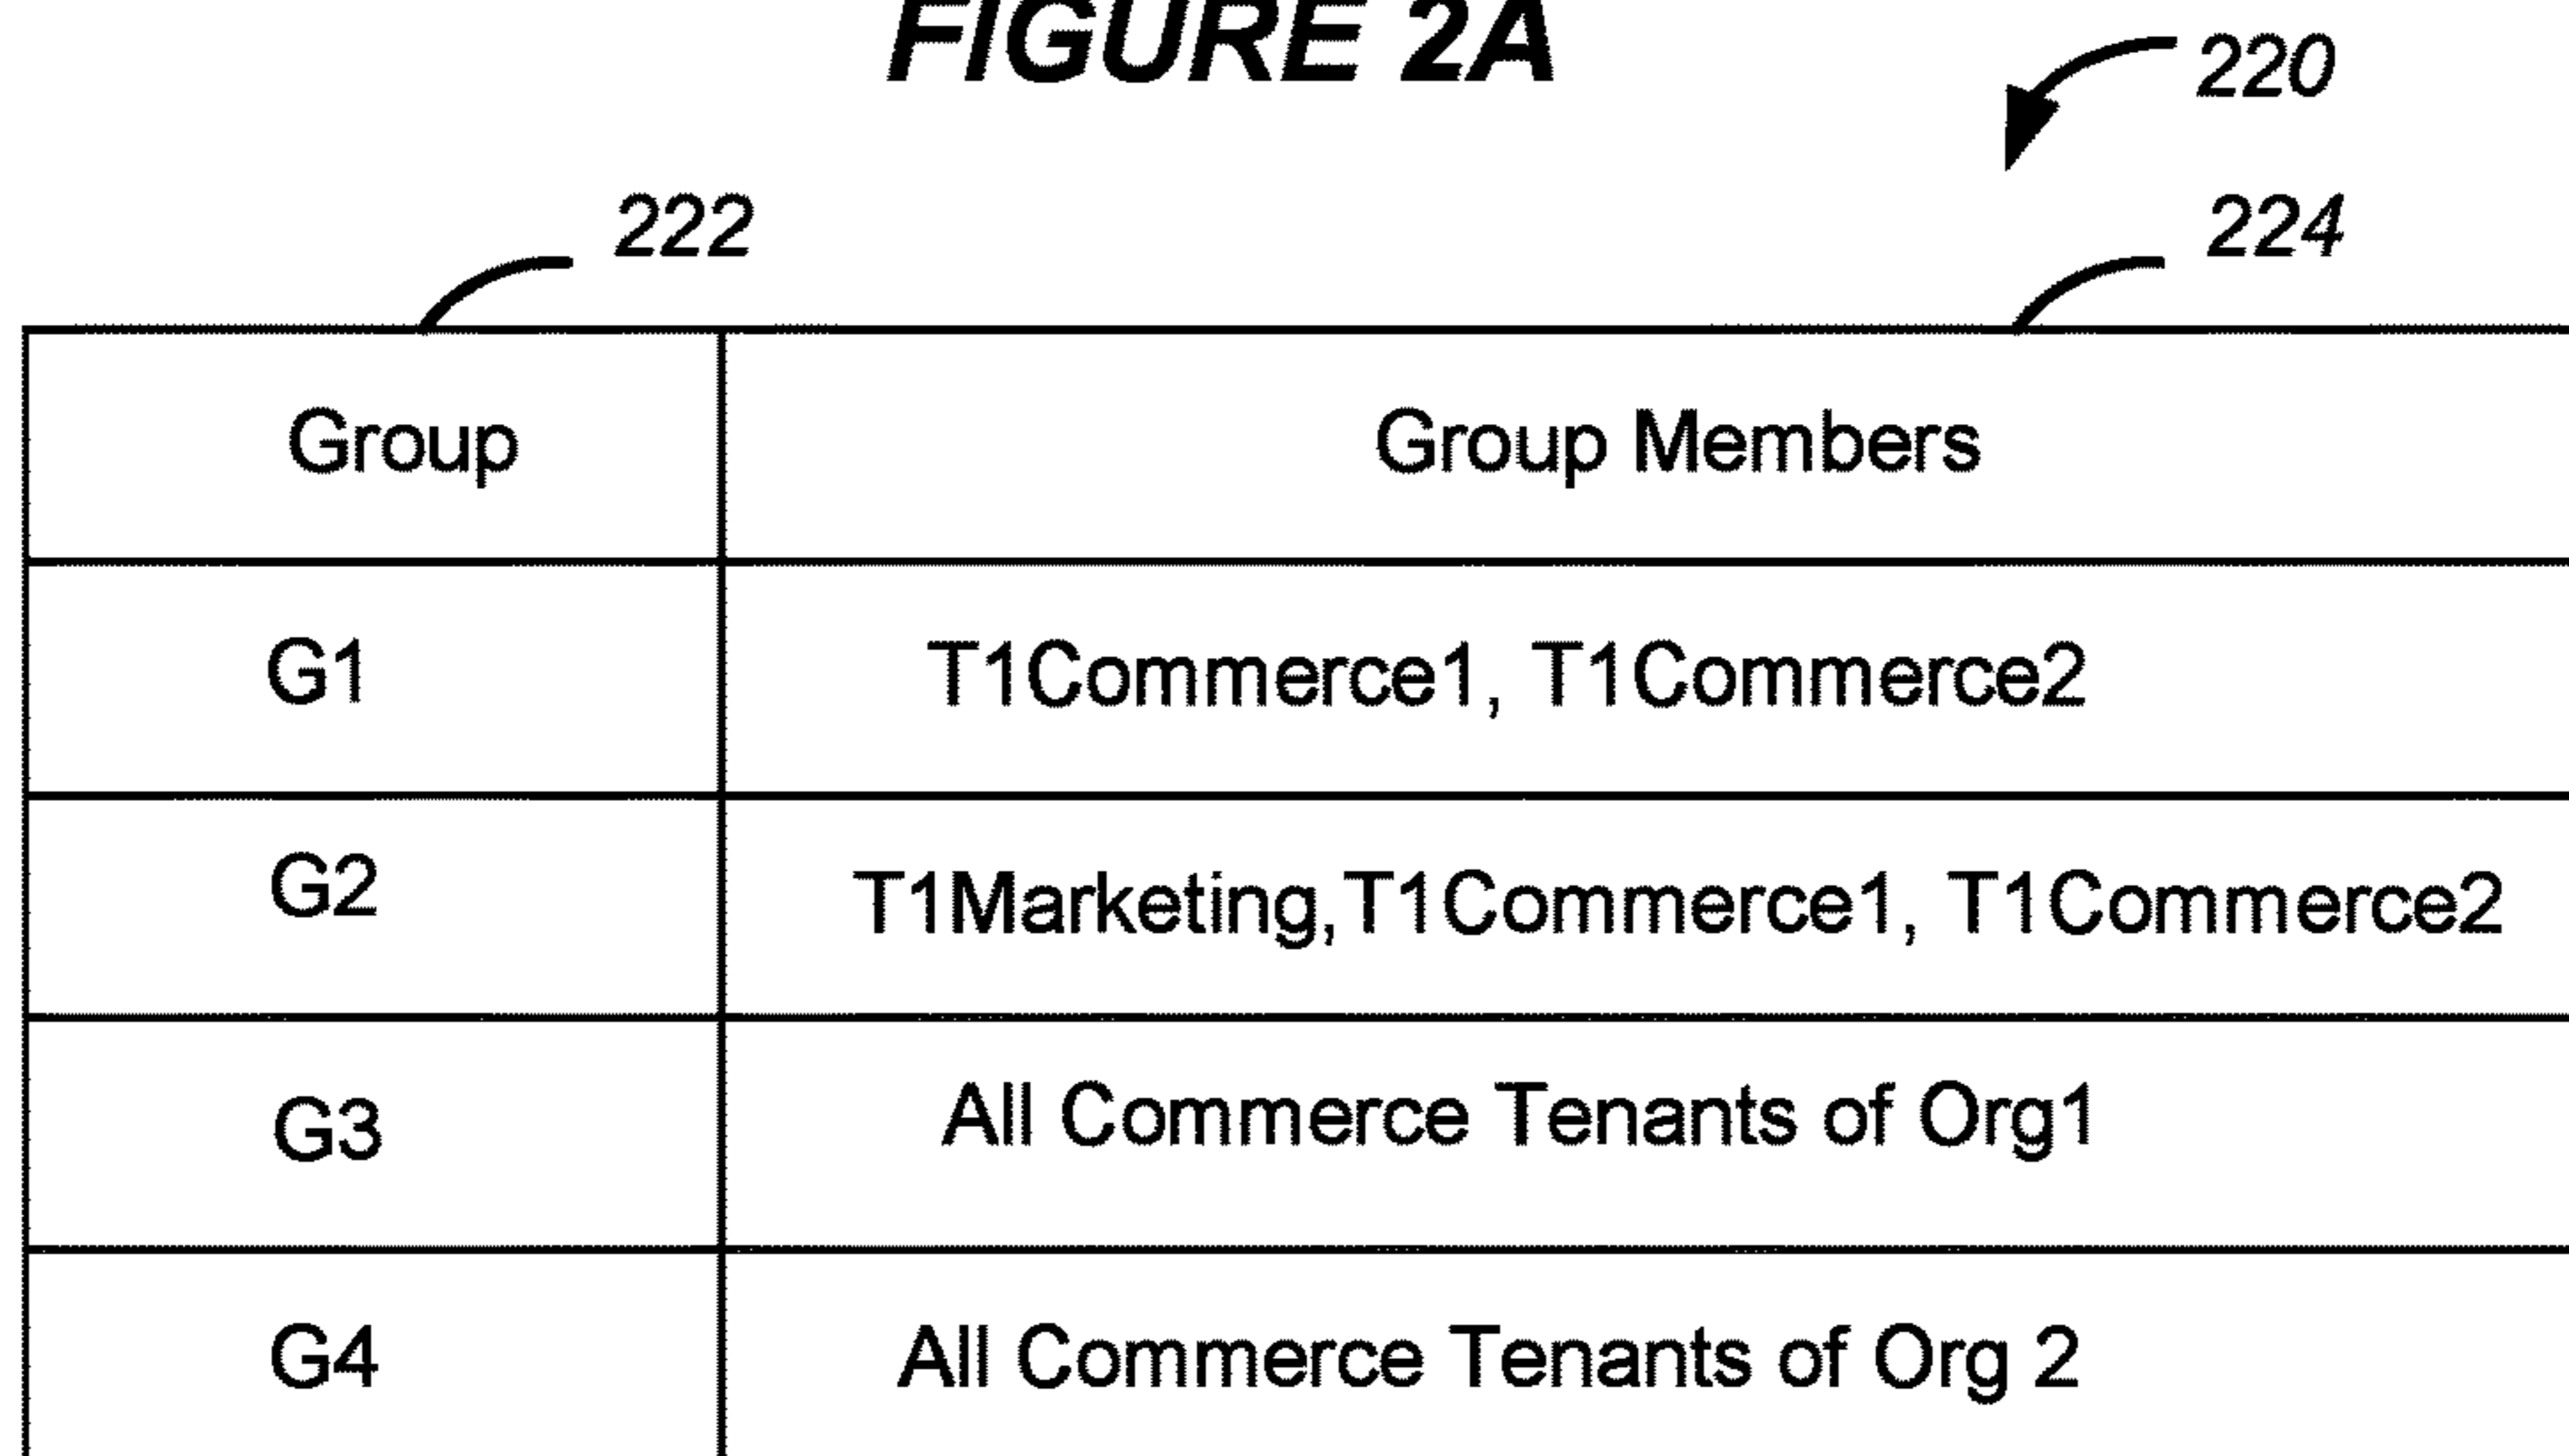 FIGURE 2A
220
222
224
Group
Group Members
G1
T1Commerce1, T1Commerce2
G2
T1Marketing,T1Commerce1, T1Commerce2
G3
All Commerce Tenants of Org1
G4
All Commerce Tenants of Org 2